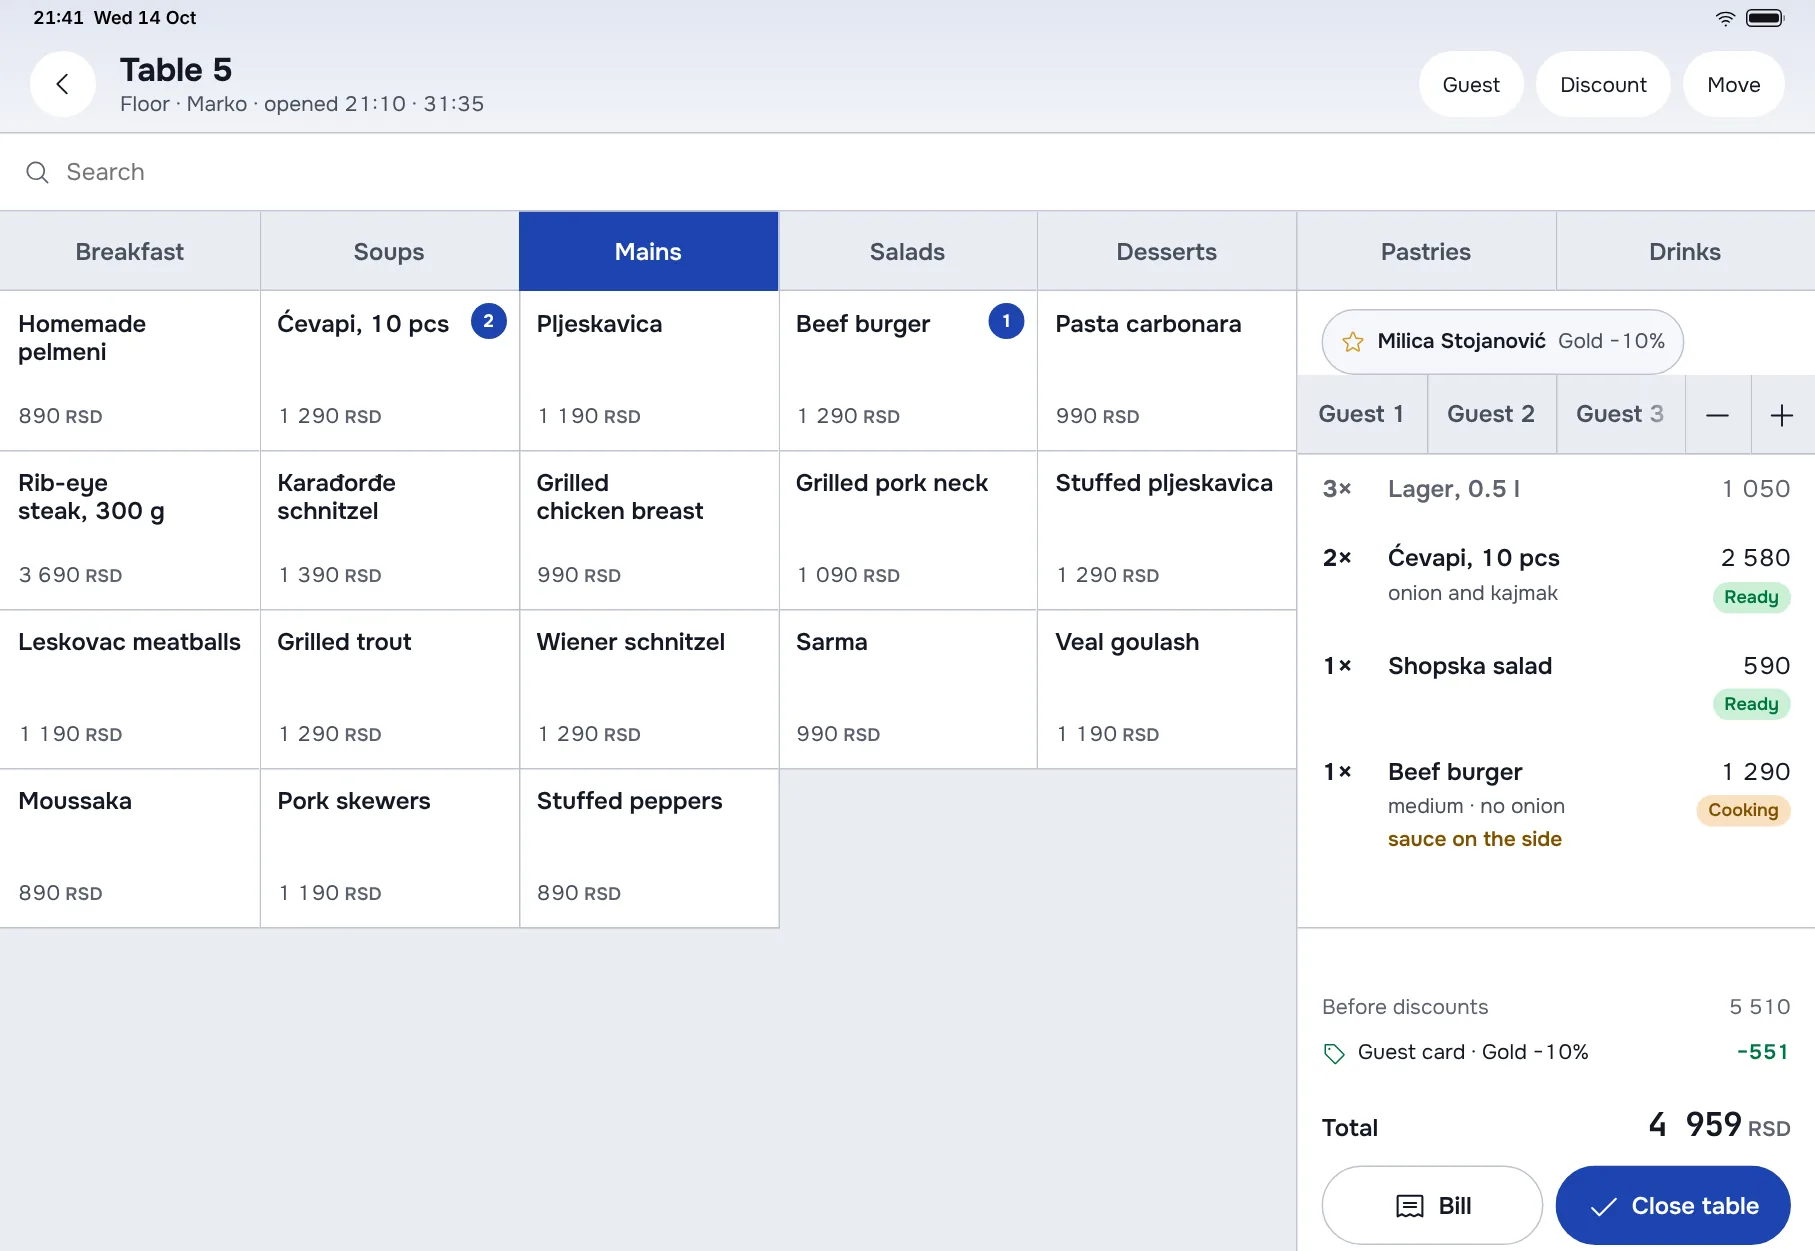 21:41 Wed 14 Oct
Table 5
Floor · Marko · opened 21:10 · 31:35
Guest
Discount
Move
Search
Breakfast
Soups
Mains
Salads
Desserts
Pastries
Drinks
Homemade
pelmeni
890 RSD
Ćevapi, 10 pcs
2
1 290 RSD
Pljeskavica
1 190 RSD
Beef burger
1
1 290 RSD
Pasta carbonara
990 RSD
Rib-eye
steak, 300 g
3 690 RSD
Karađorđe
schnitzel
1 390 RSD
Grilled
chicken breast
990 RSD
Grilled pork neck
1 090 RSD
Stuffed pljeskavica
1 290 RSD
Leskovac meatballs
1 190 RSD
Grilled trout
1 290 RSD
Wiener schnitzel
1 290 RSD
Sarma
990 RSD
Veal goulash
1 190 RSD
Moussaka
890 RSD
Pork skewers
1 190 RSD
Stuffed peppers
890 RSD
Milica Stojanović Gold -10%
Guest 1
Guest 2
Guest 3
3× Lager, 0.5 l 1 050
2× Ćevapi, 10 pcs 2 580
onion and kajmak
Ready
1× Shopska salad 590
Ready
1× Beef burger 1 290
medium · no onion
Cooking
sauce on the side
Before discounts 5 510
Guest card · Gold -10% -551
Total 4 959 RSD
Bill
Close table